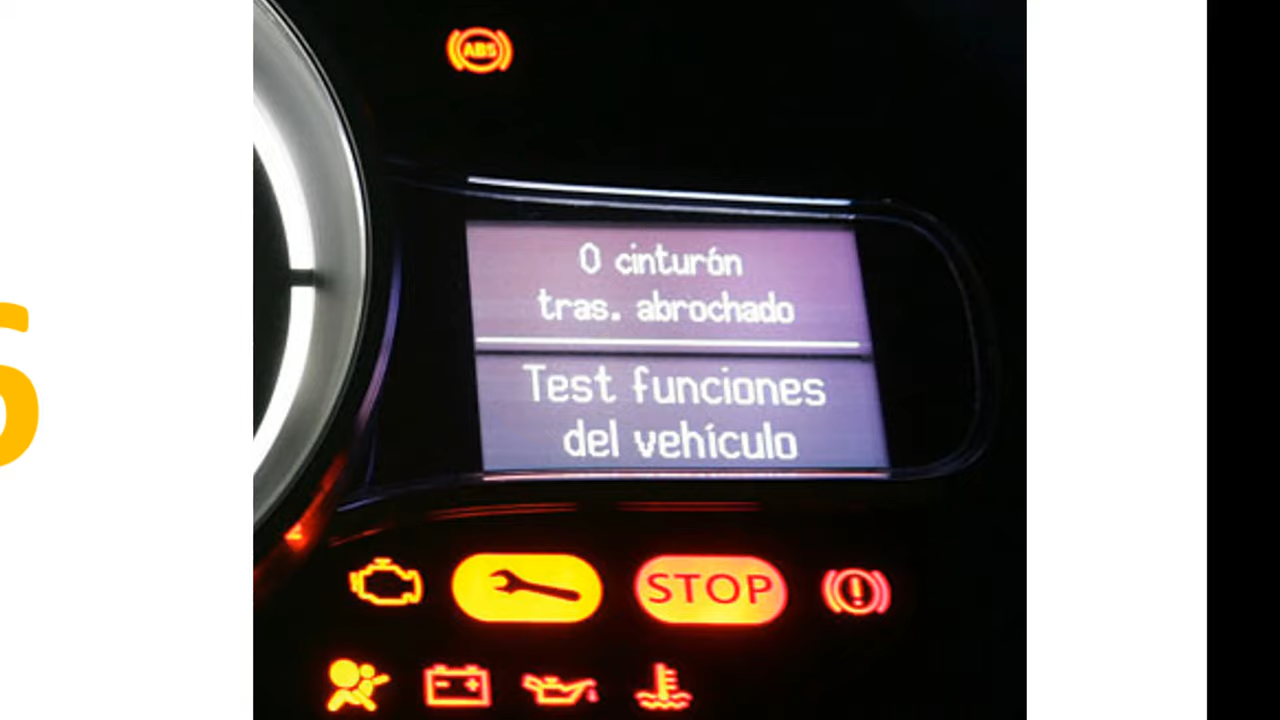 ABS
0 cinturón
tras. abrochado
Test funciones
del vehículo
STOP